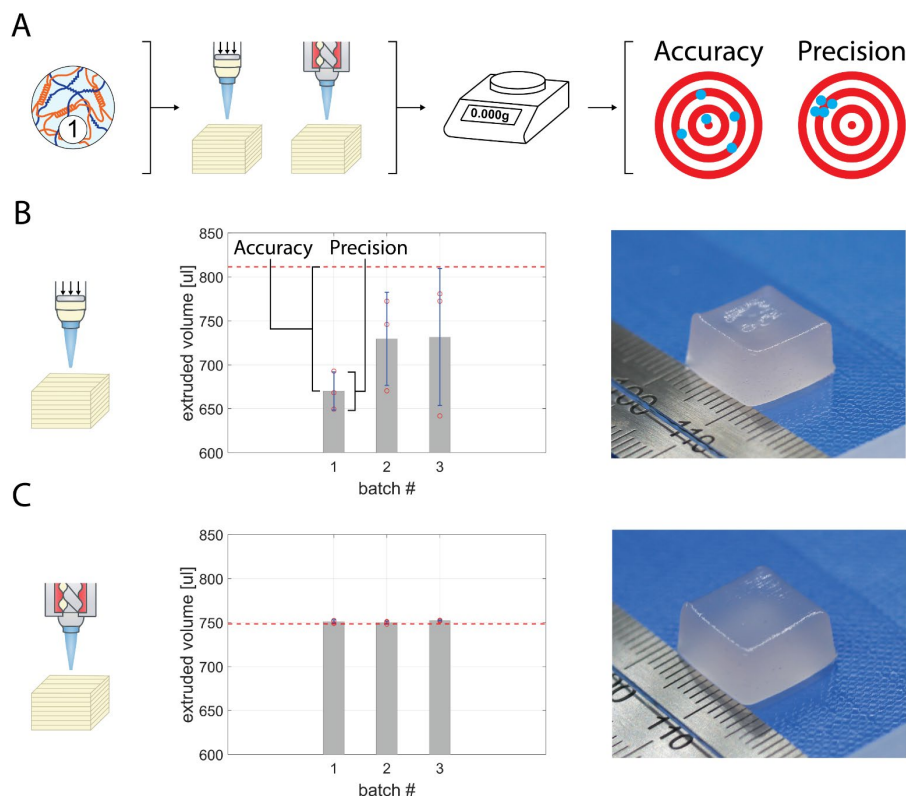 A
1
0.000g
Accuracy Precision
B
850
800
750
700
650
600
extruded volume [ul]
Accuracy Precision
1 2 3
batch #
100 110
C
850
800
750
700
650
600
extruded volume [ul]
1 2 3
batch #
110